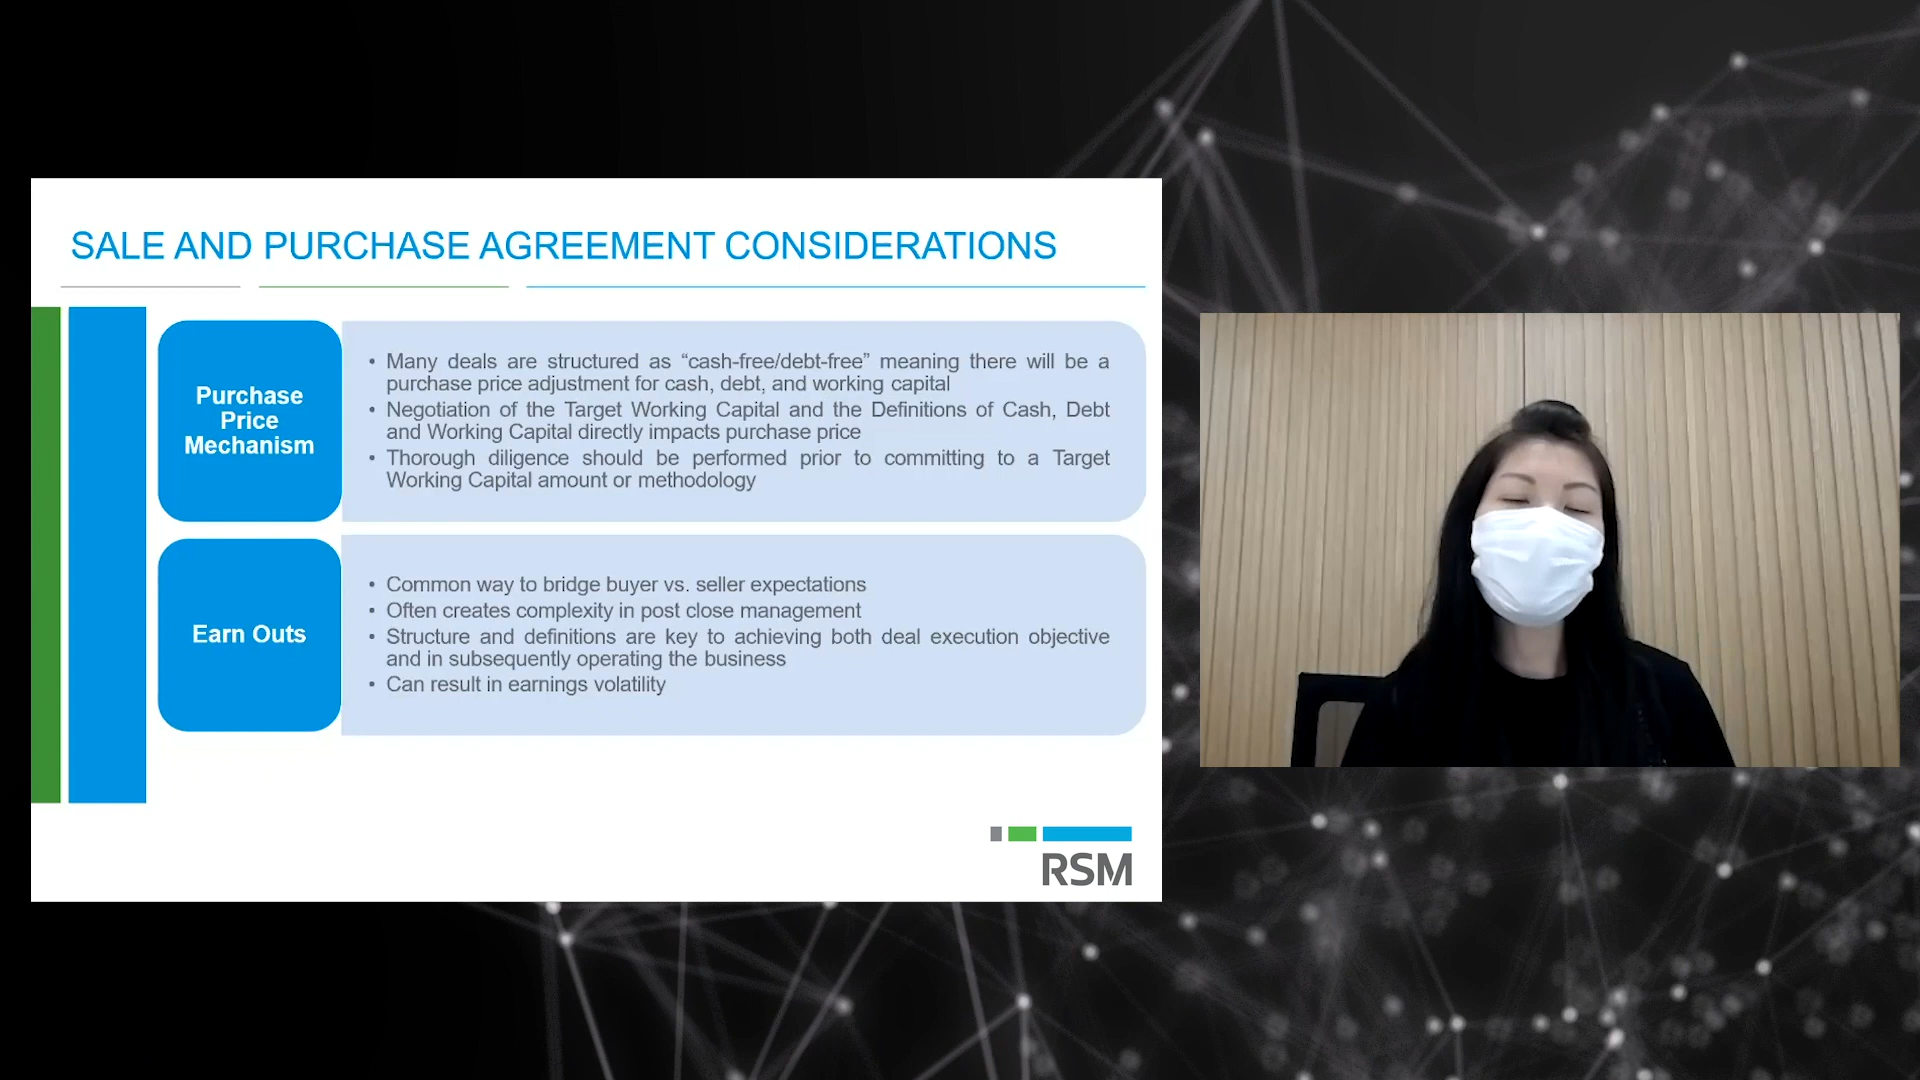 SALE AND PURCHASE AGREEMENT CONSIDERATIONS
Purchase
Price
Mechanism
• Many deals are structured as “cash-free/debt-free” meaning there will be a
purchase price adjustment for cash, debt, and working capital
• Negotiation of the Target Working Capital and the Definitions of Cash, Debt
and Working Capital directly impacts purchase price
• Thorough diligence should be performed prior to committing to a Target
Working Capital amount or methodology
Earn Outs
• Common way to bridge buyer vs. seller expectations
• Often creates complexity in post close management
• Structure and definitions are key to achieving both deal execution objective
and in subsequently operating the business
• Can result in earnings volatility
RSM